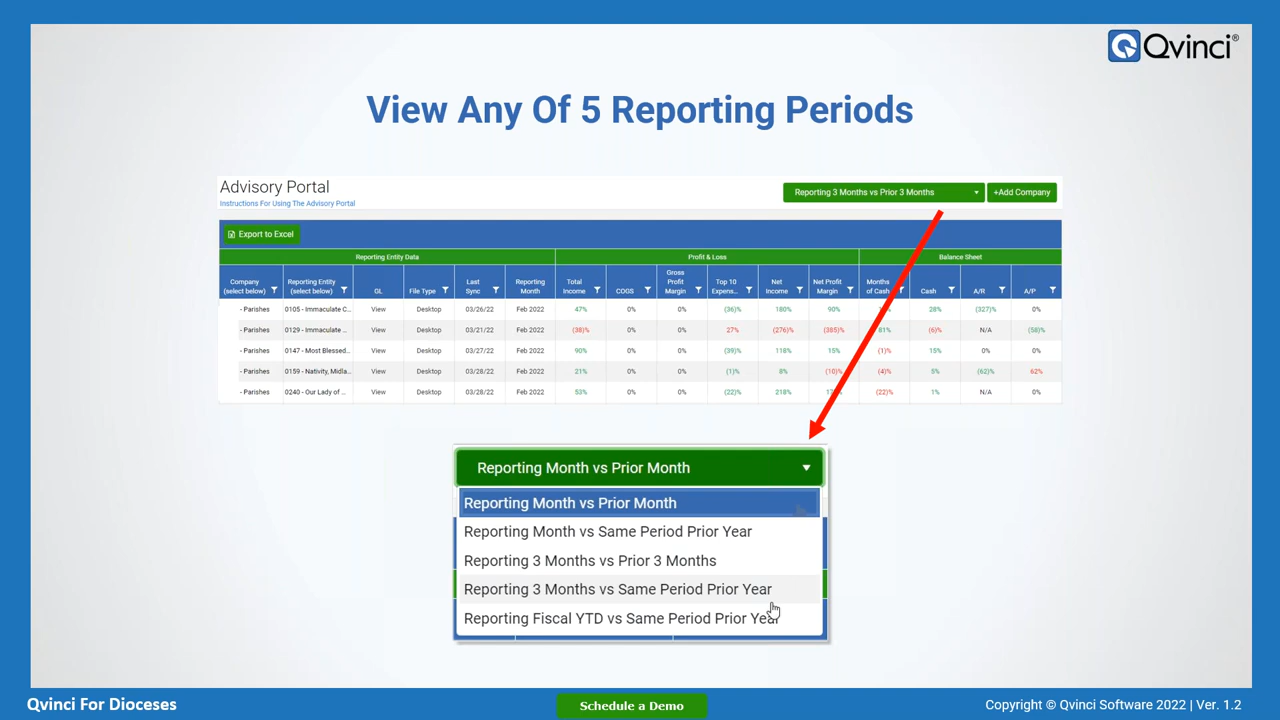 Qvinci®
View Any Of 5 Reporting Periods
Advisory Portal
Instructions For Using The Advisory Portal
Reporting 3 Months vs Prior 3 Months
+Add Company
Export to Excel
Reporting Entity Data Profit & Loss Balance Sheet
Company (select below) Reporting Entity (select below) GL File Type Last Sync Reporting Month Total Income COGS Gross Profit Margin Top 10 Expens... Net Income Net Profit Margin Months of Cash Cash A/R A/P
- Parishes 0105 - Immaculate C... View Desktop 03/26/22 Feb 2022 47% 0% 0% (36)% 180% 90% 28% (327)% 0%
- Parishes 0129 - Immaculate ... View Desktop 03/21/22 Feb 2022 (38)% 0% 0% 27% (276)% (385)% 81% (6)% N/A (58)%
- Parishes 0147 - Most Blessed... View Desktop 03/27/22 Feb 2022 90% 0% 0% (39)% 118% 15% (1)% 15% 0% 0%
- Parishes 0159 - Nativity, Midla... View Desktop 03/28/22 Feb 2022 21% 0% 0% (1)% 8% (10)% (4)% 5% (62)% 62%
- Parishes 0240 - Our Lady of ... View Desktop 03/28/22 Feb 2022 53% 0% 0% (22)% 218% (22)% 1% N/A 0%
Reporting Month vs Prior Month
Reporting Month vs Prior Month
Reporting Month vs Same Period Prior Year
Reporting 3 Months vs Prior 3 Months
Reporting 3 Months vs Same Period Prior Year
Reporting Fiscal YTD vs Same Period Prior Year
Qvinci For Dioceses
Schedule a Demo
Copyright © Qvinci Software 2022 | Ver. 1.2